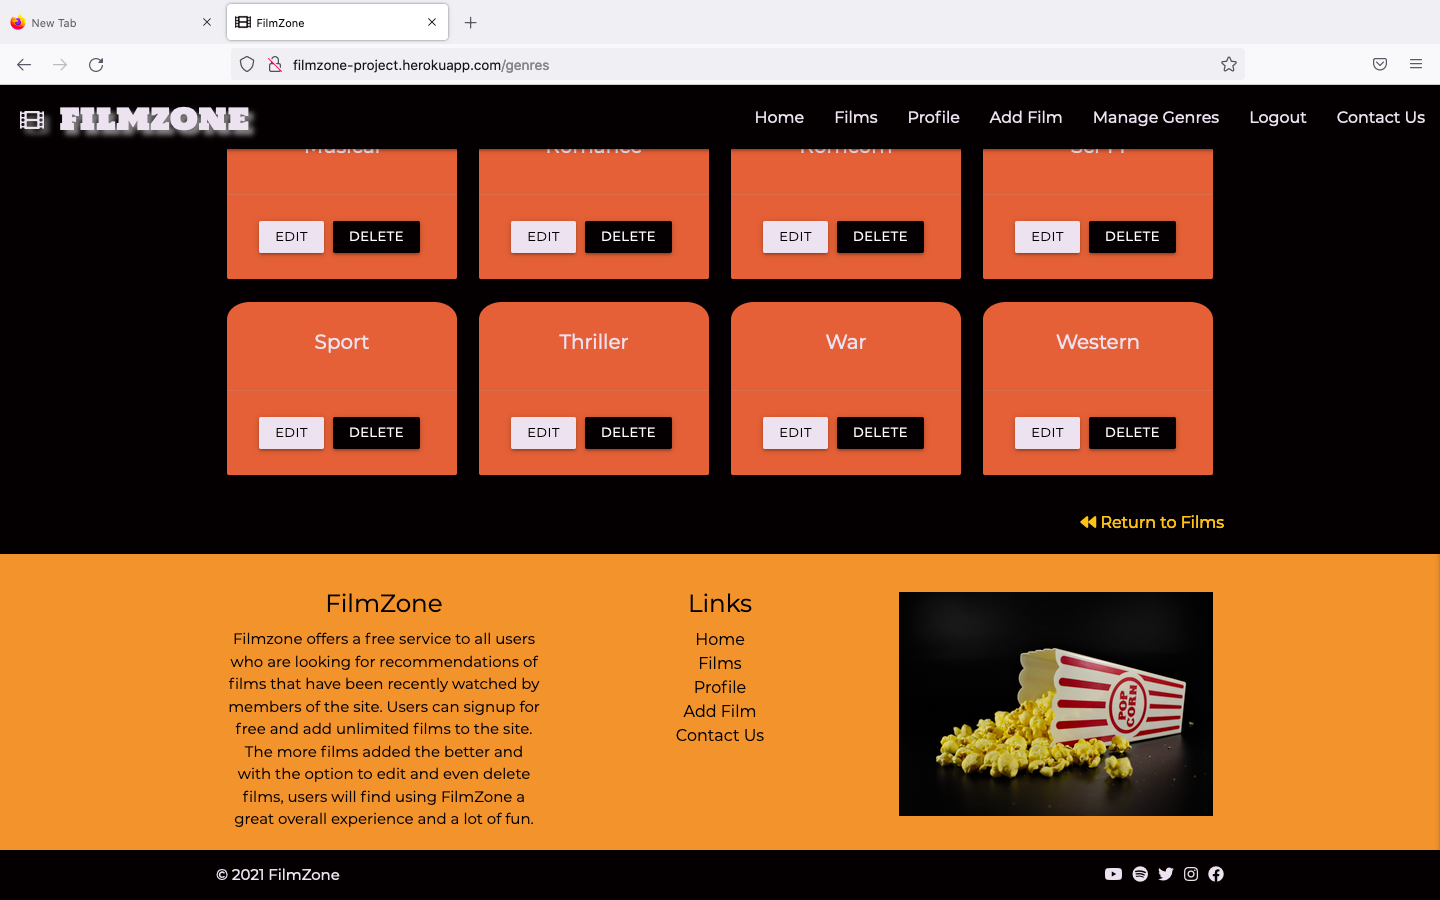 New Tab
FilmZone
filmzone-project.herokuapp.com/genres
FILMZONE
Home Films Profile Add Film Manage Genres Logout Contact Us
Musical Romance Romcom Sci-Fi
EDIT DELETE EDIT DELETE EDIT DELETE EDIT DELETE
Sport Thriller War Western
EDIT DELETE EDIT DELETE EDIT DELETE EDIT DELETE
Return to Films
FilmZone
Filmzone offers a free service to all users
who are looking for recommendations of
films that have been recently watched by
members of the site. Users can signup for
free and add unlimited films to the site.
The more films added the better and
with the option to edit and even delete
films, users will find using FilmZone a
great overall experience and a lot of fun.
Links
Home
Films
Profile
Add Film
Contact Us
POP
CORN
© 2021 FilmZone